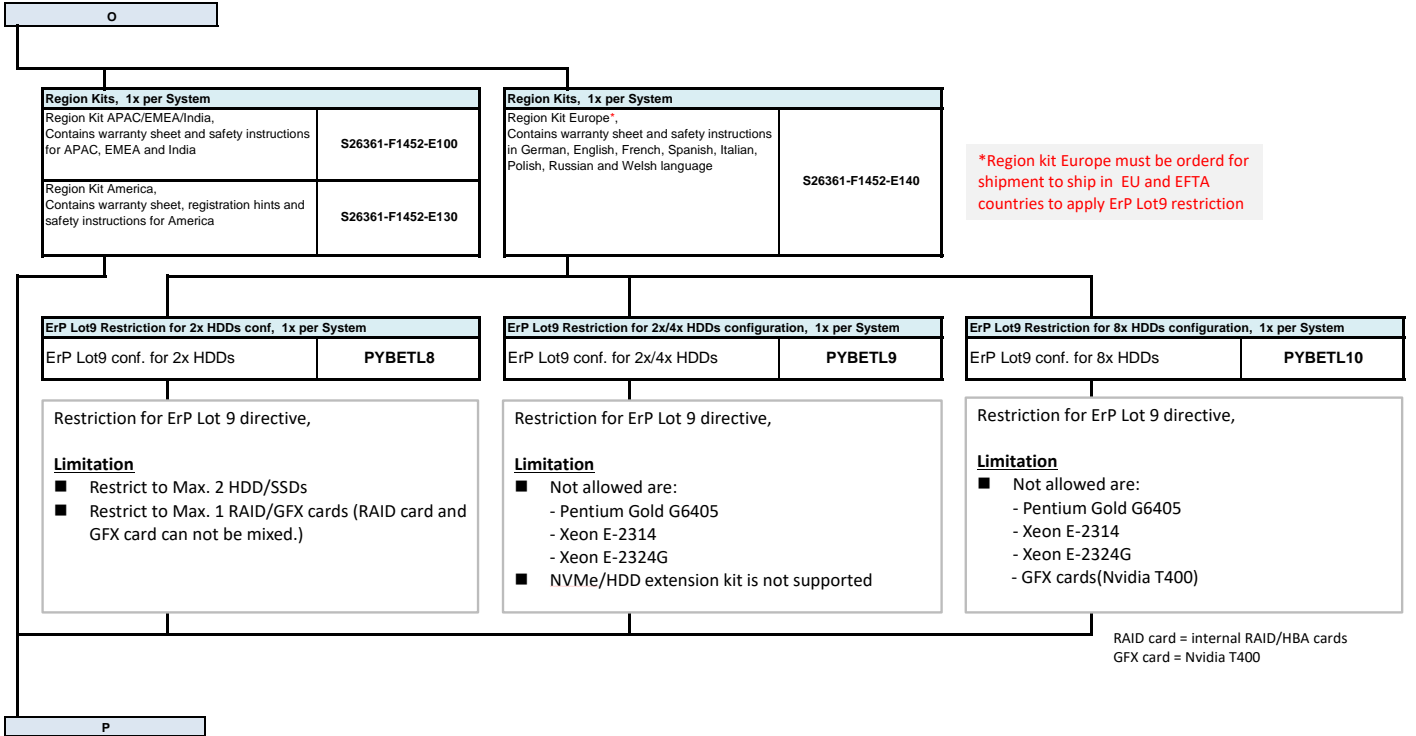 O
Region Kits, 1x per System
Region Kit APAC/EMEA/India,
Contains warranty sheet and safety instructions
for APAC, EMEA and India
S26361-F1452-E100
Region Kit America,
Contains warranty sheet, registration hints and
safety instructions for America
S26361-F1452-E130
Region Kits, 1x per System
Region Kit Europe*,
Contains warranty sheet and safety instructions
in German, English, French, Spanish, Italian,
Polish, Russian and Welsh language
S26361-F1452-E140
*Region kit Europe must be orderd for
shipment to ship in EU and EFTA
countries to apply ErP Lot9 restriction
ErP Lot9 Restriction for 2x HDDs conf, 1x per System
ErP Lot9 conf. for 2x HDDs
PYBETL8
Restriction for ErP Lot 9 directive,
Limitation
■ Restrict to Max. 2 HDD/SSDs
■ Restrict to Max. 1 RAID/GFX cards (RAID card and
GFX card can not be mixed.)
ErP Lot9 Restriction for 2x/4x HDDs configuration, 1x per System
ErP Lot9 conf. for 2x/4x HDDs
PYBETL9
Restriction for ErP Lot 9 directive,
Limitation
■ Not allowed are:
- Pentium Gold G6405
- Xeon E-2314
- Xeon E-2324G
■ NVMe/HDD extension kit is not supported
ErP Lot9 Restriction for 8x HDDs configuration, 1x per System
ErP Lot9 conf. for 8x HDDs
PYBETL10
Restriction for ErP Lot 9 directive,
Limitation
■ Not allowed are:
- Pentium Gold G6405
- Xeon E-2314
- Xeon E-2324G
- GFX cards(Nvidia T400)
RAID card = internal RAID/HBA cards
GFX card = Nvidia T400
P